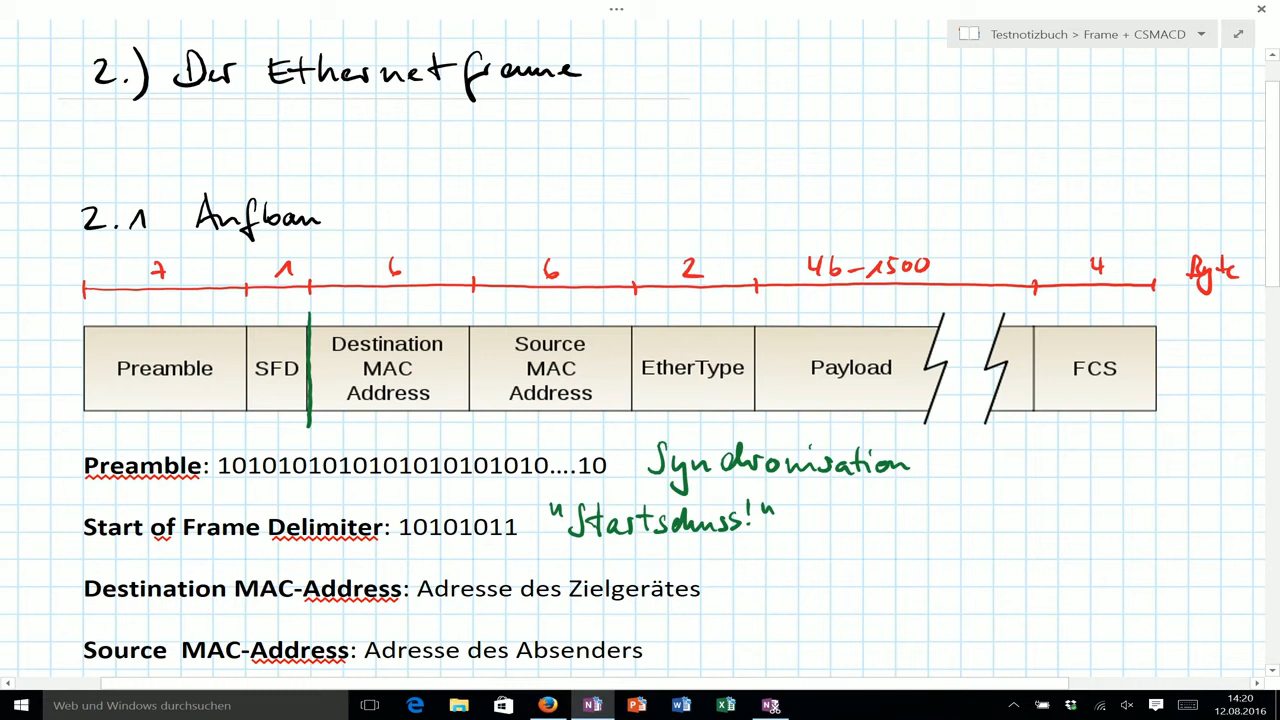 Testnotizbuch > Frame + CSMACD
2.) Der Ethernetframe
2.1 Aufbau
7 1 6 6 2 46-1500 4 Byte
Preamble SFD Destination MAC Address Source MAC Address EtherType Payload FCS
Preamble: 1010101010101010101010....10 Synchronisation
Start of Frame Delimiter: 10101011 "Startschuss!"
Destination MAC-Address: Adresse des Zielgerätes
Source MAC-Address: Adresse des Absenders
Web und Windows durchsuchen
14:20
12.08.2016